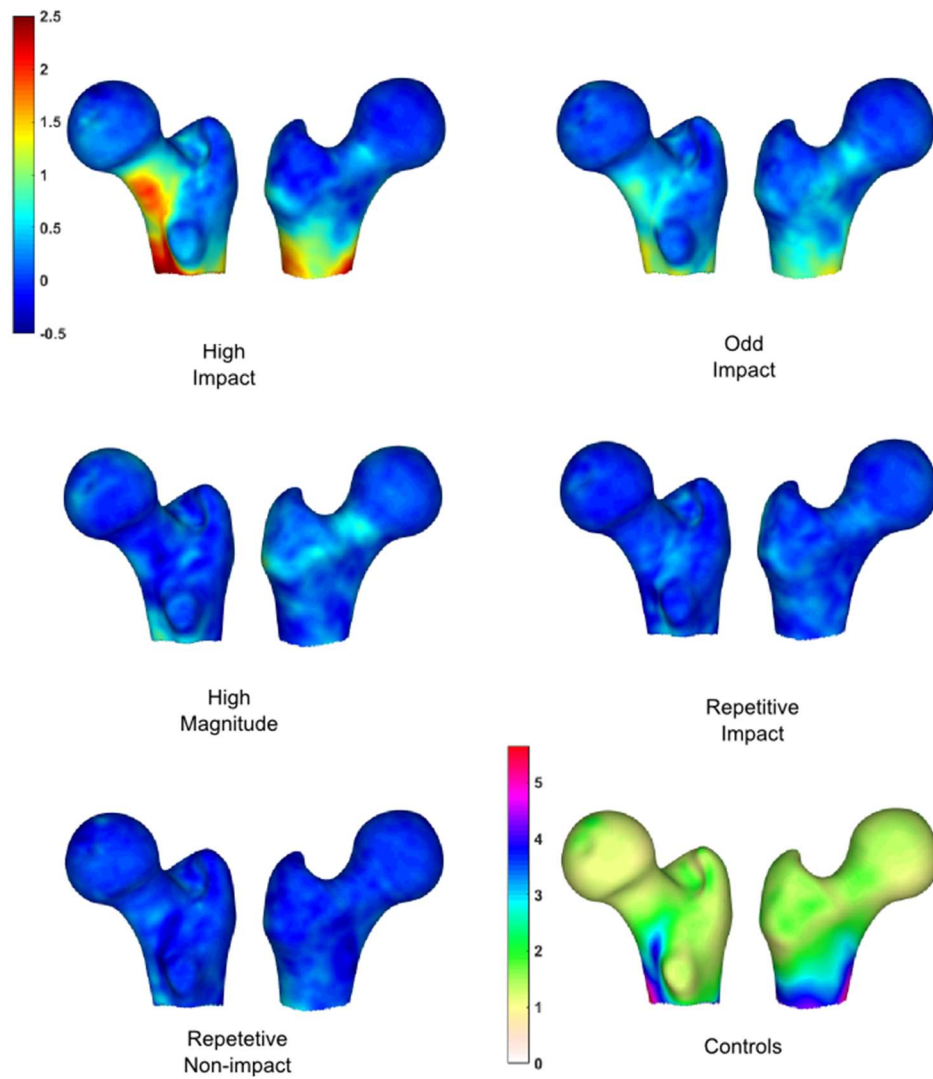 2.5
2
1.5
1
0.5
0
-0.5
High
Impact
Odd
Impact
High
Magnitude
Repetitive
Impact
5
4
3
2
1
0
Repetetive
Non-impact
Controls